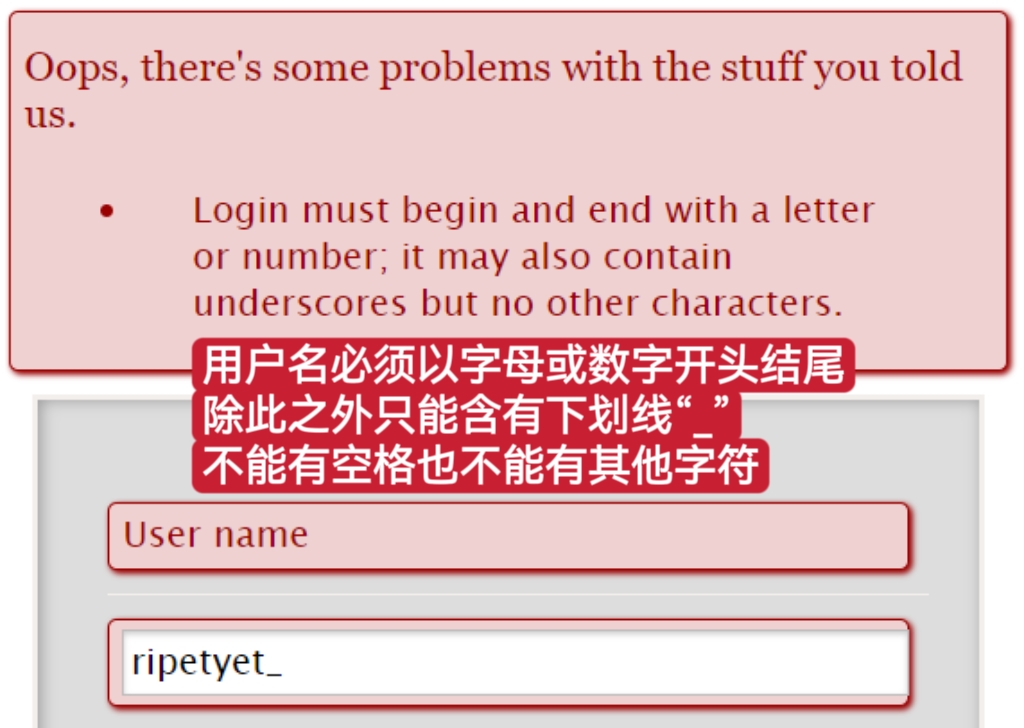 Oops, there's some problems with the stuff you told
us.
• Login must begin and end with a letter
or number; it may also contain
underscores but no other characters.
用户名必须以字母或数字开头结尾
除此之外只能含有下划线“_”
不能有空格也不能有其他字符
User name
ripetyet_